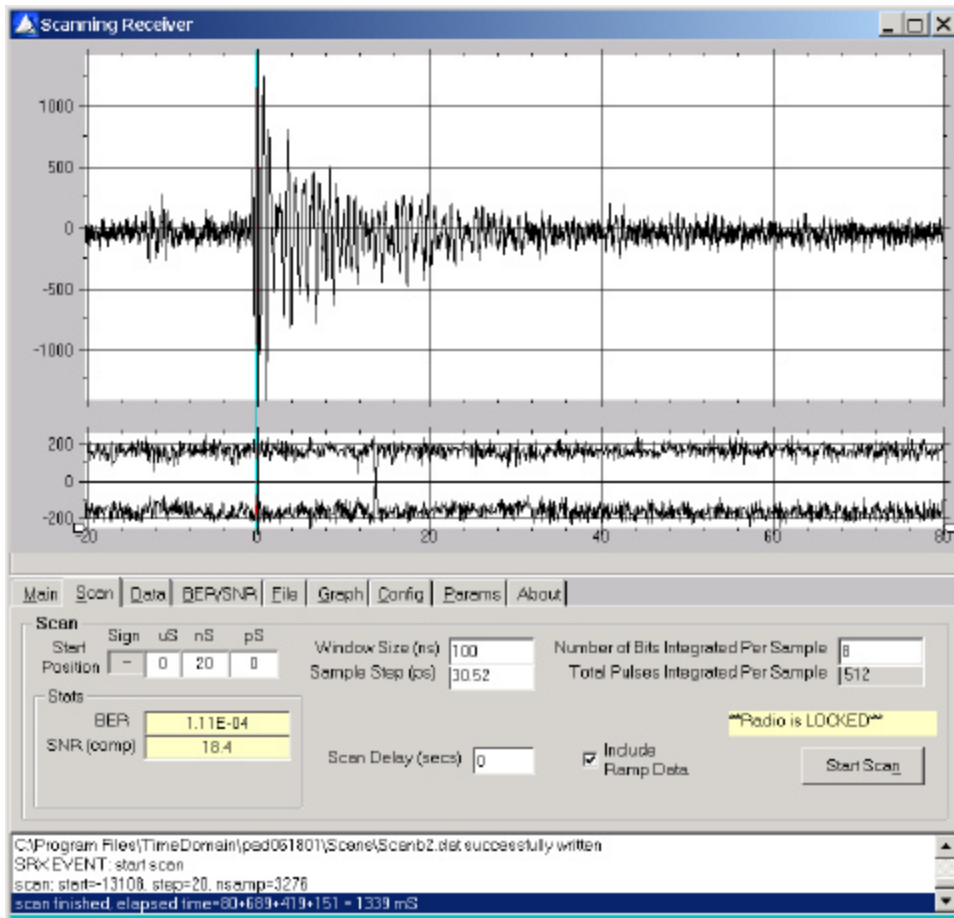 Scanning Receiver
1000
500
0
-500
-1000
200
0
-200
-20 0 20 40 60 80
Main Scan Data BER/SNR File Graph Config Params About
Scan
Start Position Sign - uS 0 nS 20 pS 0
Window Size (ns) 100
Sample Step (ps) 30.52
Number of Bits Integrated Per Sample 8
Total Pulses Integrated Per Sample 512
Stats
BER 1.11E-04
SNR (comp) 18.4
**Radio is LOCKED**
Scan Delay (secs) 0
Include Ramp Data
Start Scan
C:\Program Files\TimeDomain\pad061801\Scans\Scanb2.dat successfully written
SRX EVENT: start scan
scan: start=-13108, step=20, nsamp=3276
scan finished, elapsed time=80+689+419+151 = 1339 mS